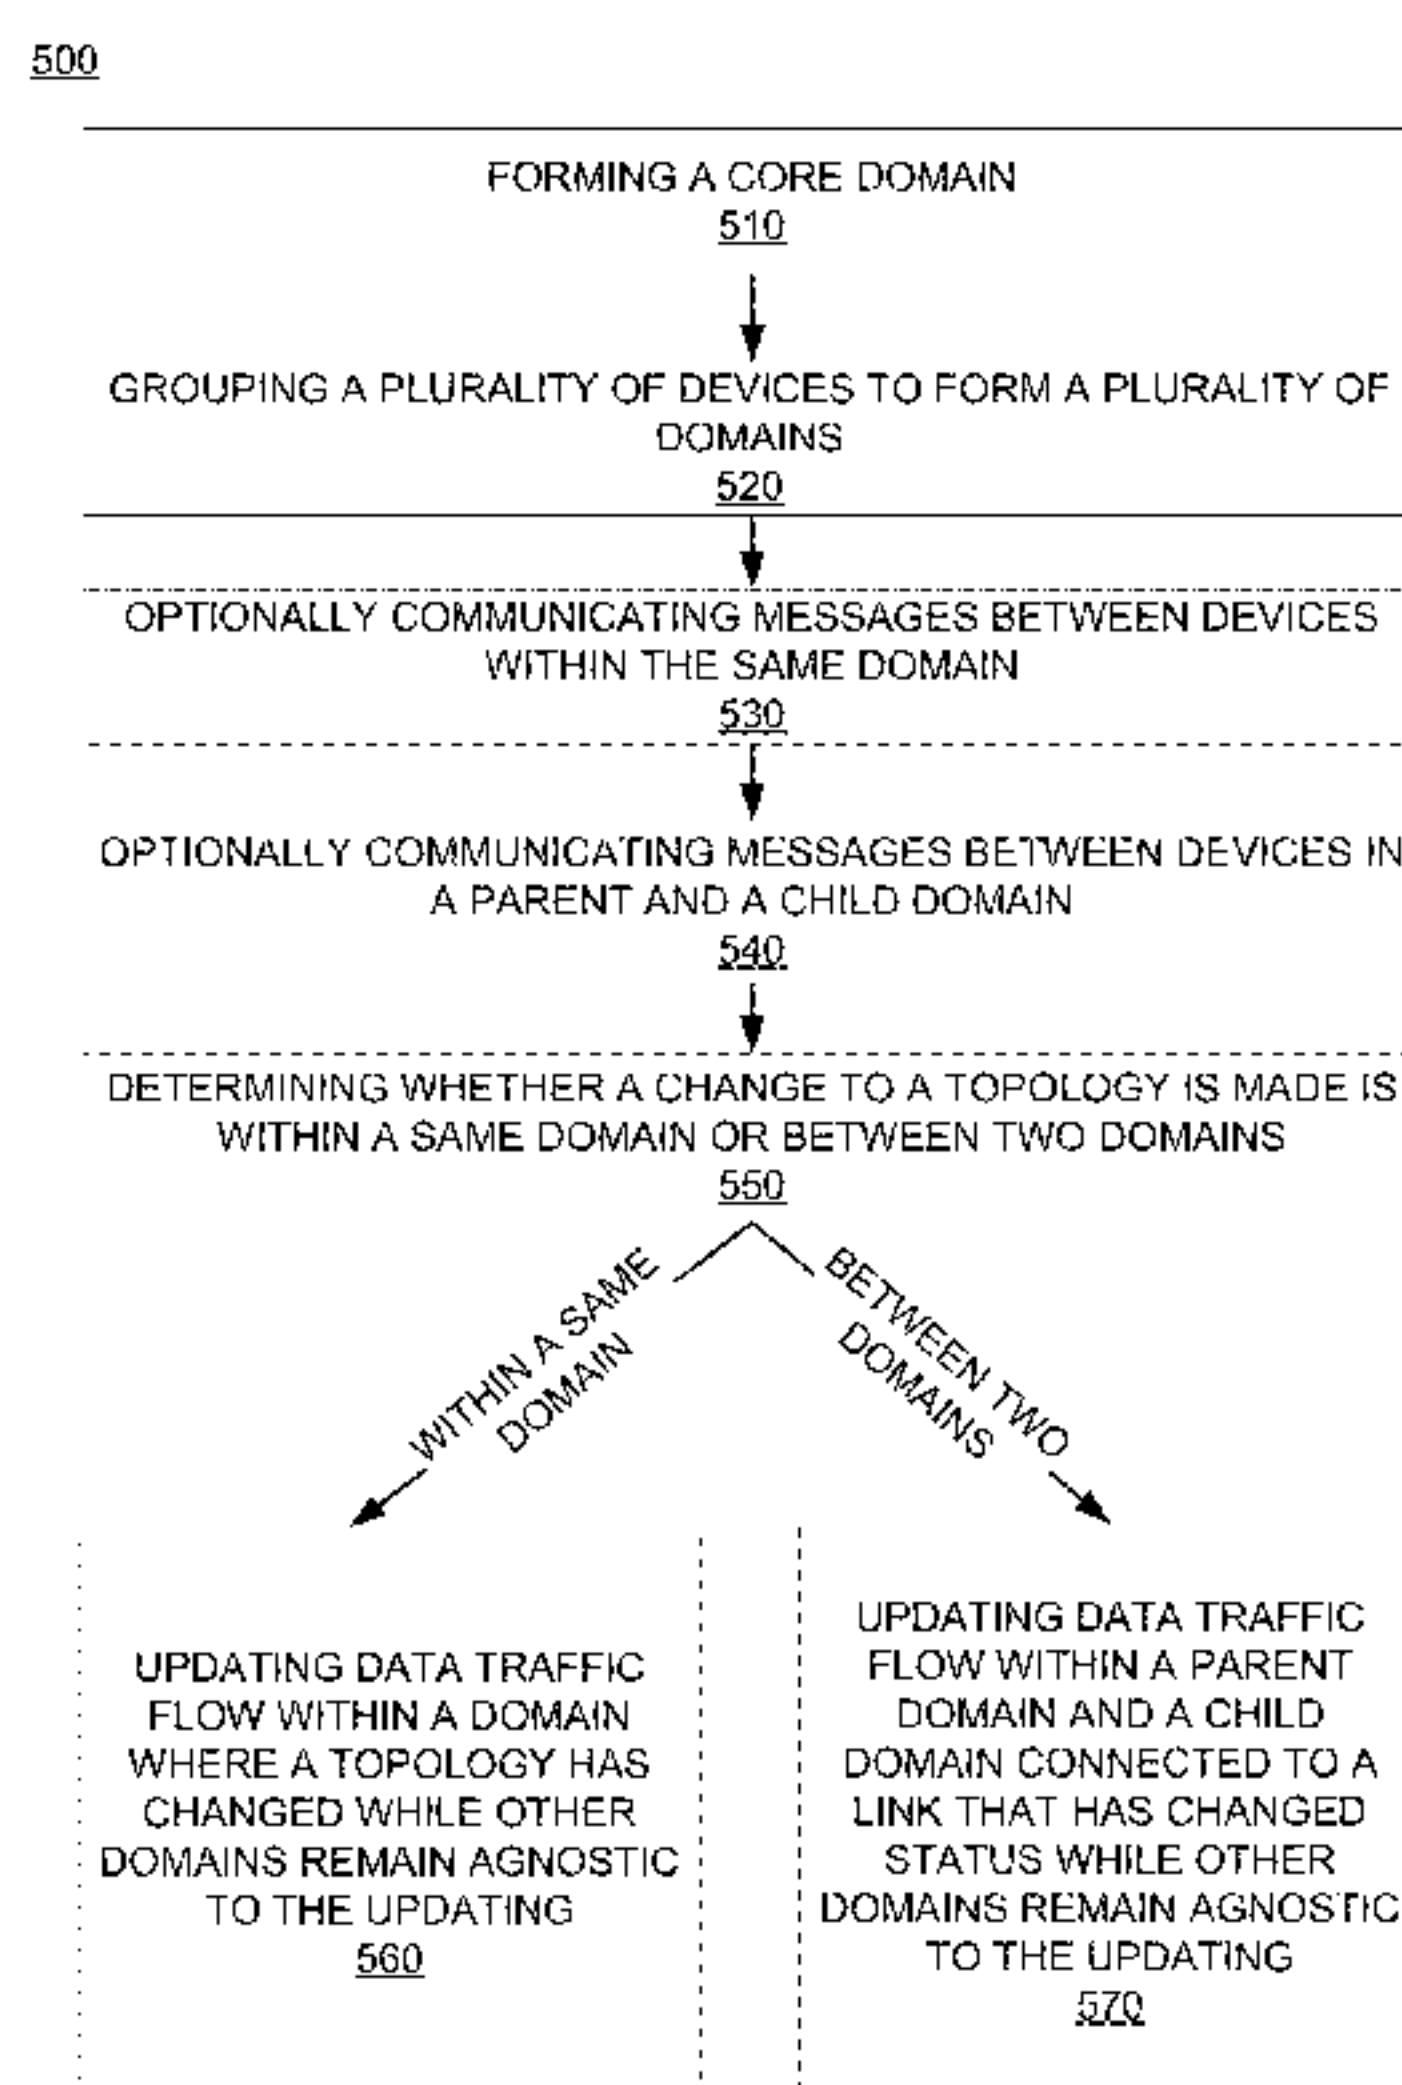 500
FORMING A CORE DOMAIN
510
GROUPING A PLURALITY OF DEVICES TO FORM A PLURALITY OF
DOMAINS
520
OPTIONALLY COMMUNICATING MESSAGES BETWEEN DEVICES
WITHIN THE SAME DOMAIN
530
OPTIONALLY COMMUNICATING MESSAGES BETWEEN DEVICES IN
A PARENT AND A CHILD DOMAIN
540
DETERMINING WHETHER A CHANGE TO A TOPOLOGY IS MADE IS
WITHIN A SAME DOMAIN OR BETWEEN TWO DOMAINS
550
WITHIN A SAME
DOMAIN
BETWEEN TWO
DOMAINS
UPDATING DATA TRAFFIC
FLOW WITHIN A DOMAIN
WHERE A TOPOLOGY HAS
CHANGED WHILE OTHER
DOMAINS REMAIN AGNOSTIC
TO THE UPDATING
560
UPDATING DATA TRAFFIC
FLOW WITHIN A PARENT
DOMAIN AND A CHILD
DOMAIN CONNECTED TO A
LINK THAT HAS CHANGED
STATUS WHILE OTHER
DOMAINS REMAIN AGNOSTIC
TO THE UPDATING
570